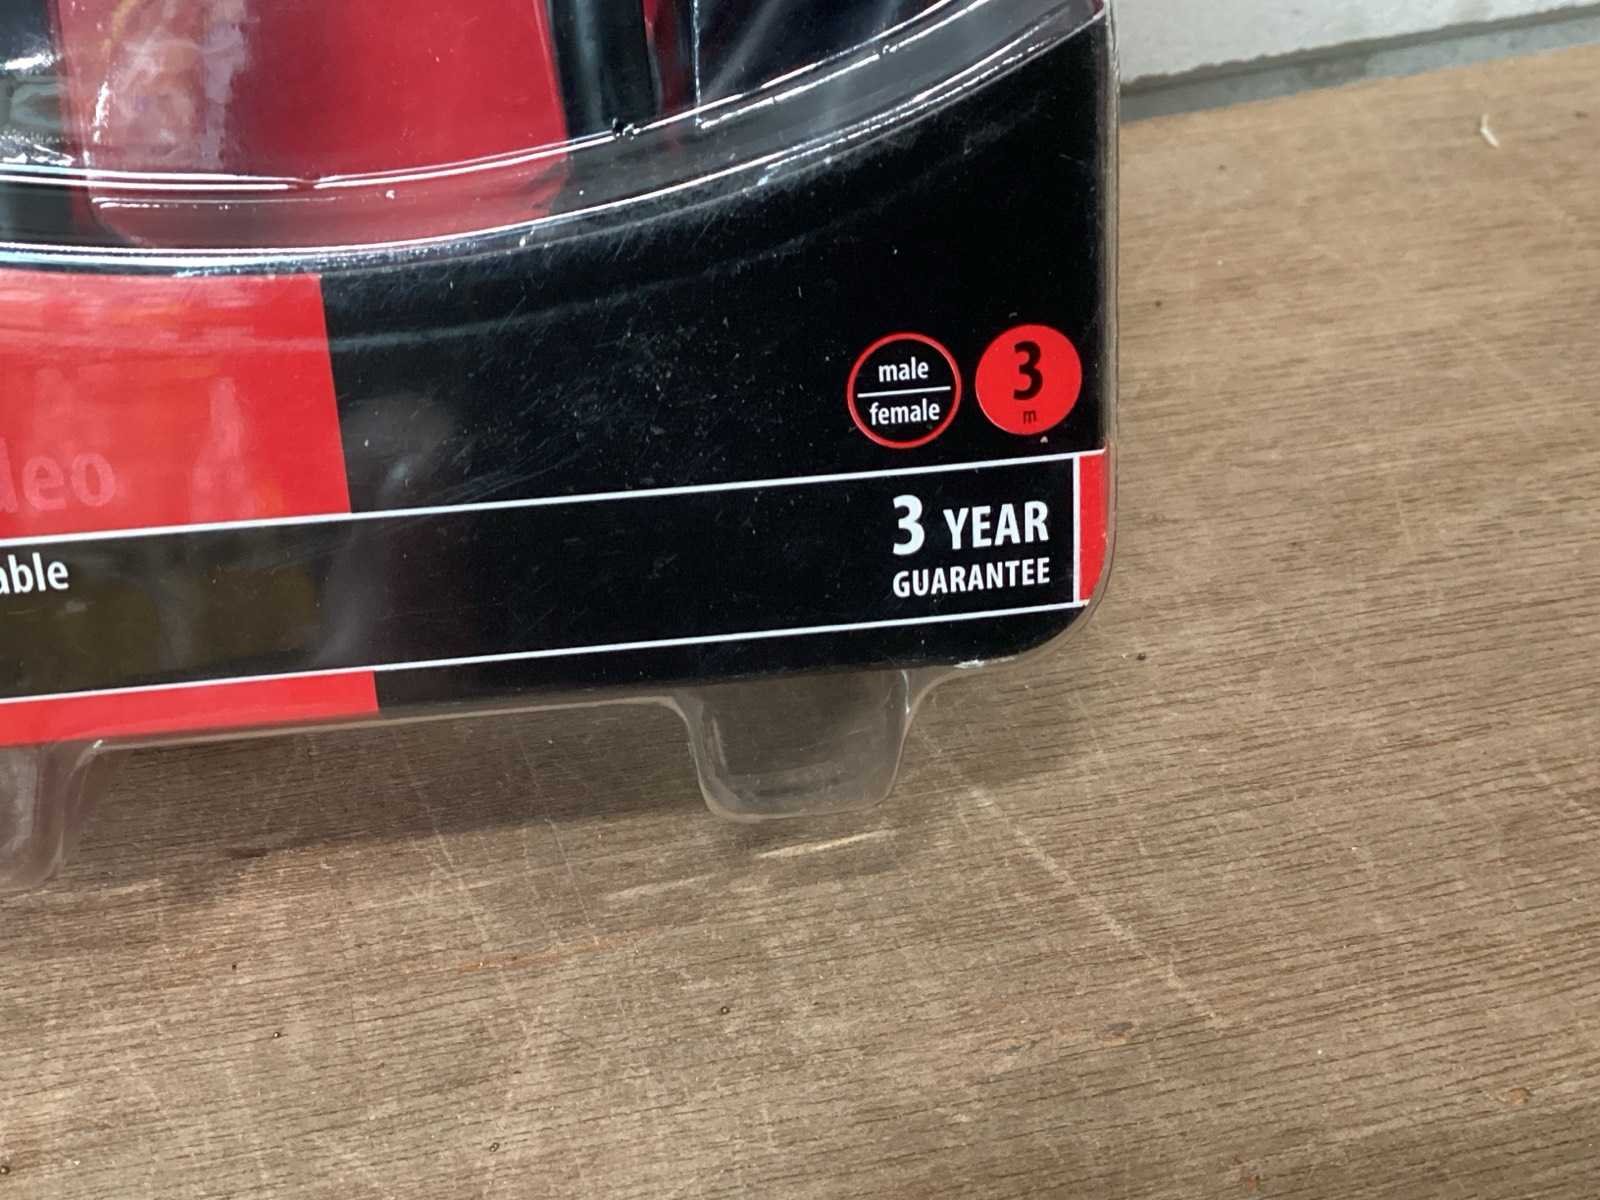 male
female
3
m
deo
able
3 YEAR
GUARANTEE